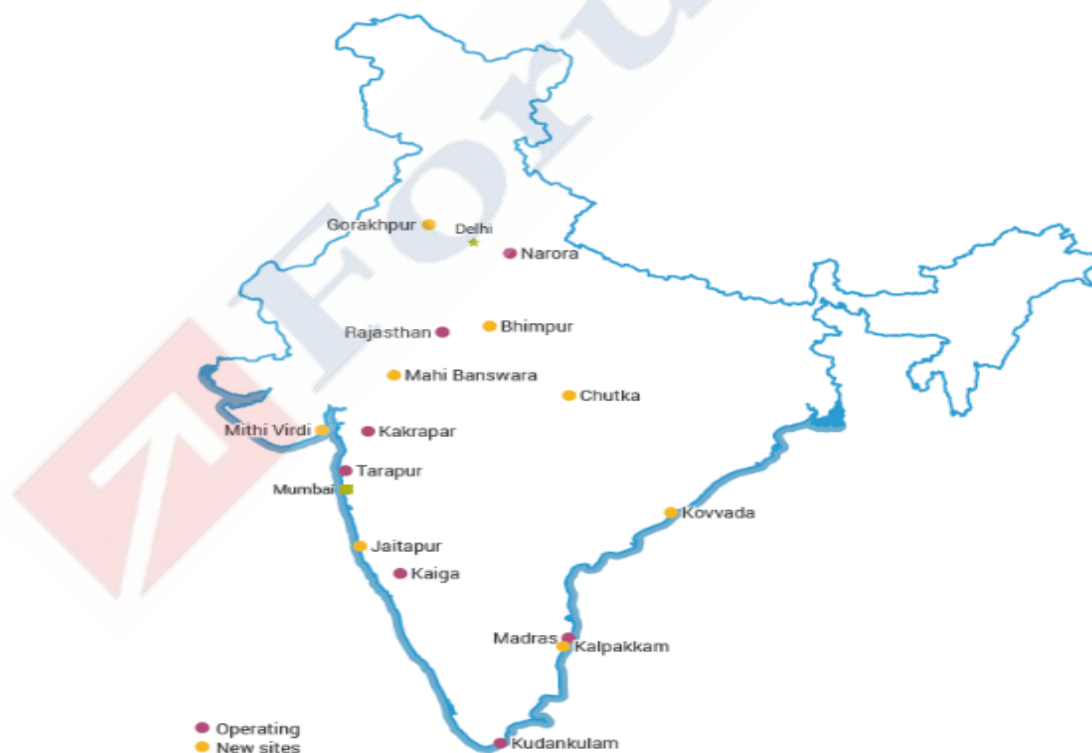 Gorakhpur
Delhi
Narora
Rajasthan
Bhimpur
Mahi Banswara
Chutka
Mithi Virdi
Kakrapar
Tarapur
Mumbai
Kovvada
Jaitapur
Kaiga
Madras
Kalpakkam
Operating
New sites
Kudankulam